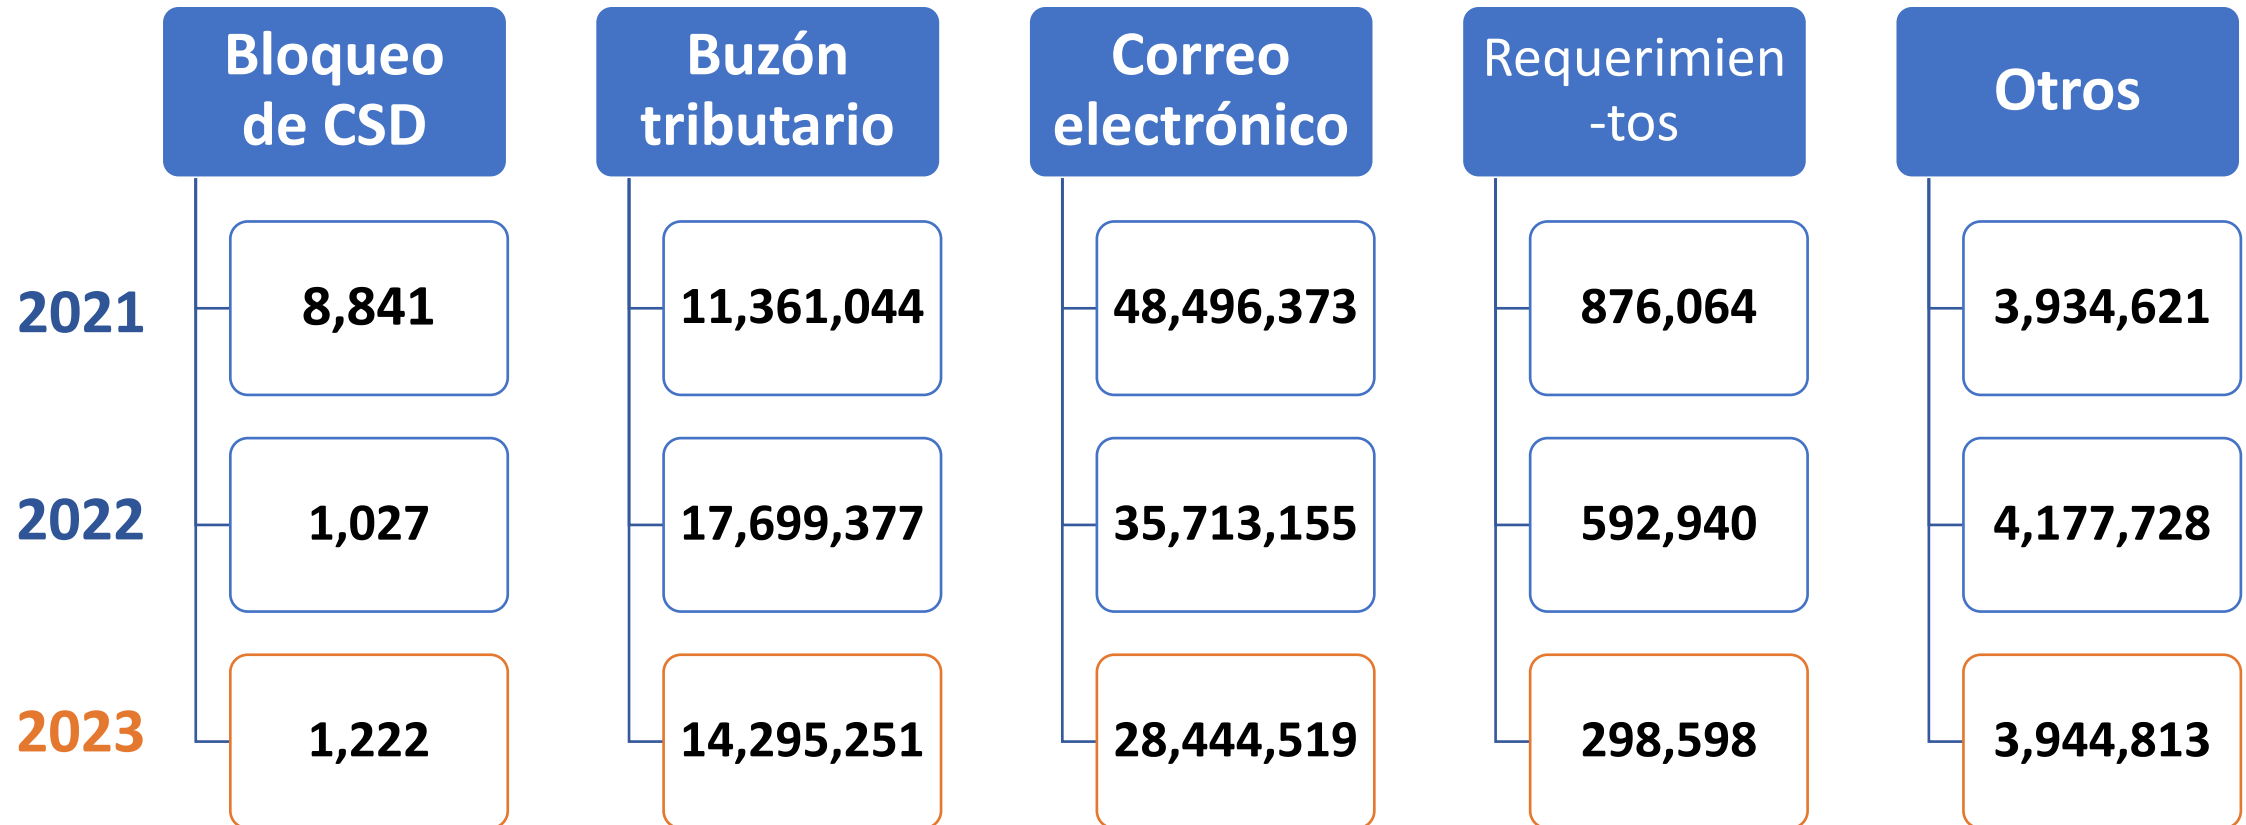 Bloqueo
de CSD
Buzón
tributario
Correo
electrónico
Requerimien
-tos
Otros
2021
8,841
11,361,044
48,496,373
876,064
3,934,621
2022
1,027
17,699,377
35,713,155
592,940
4,177,728
2023
1,222
14,295,251
28,444,519
298,598
3,944,813